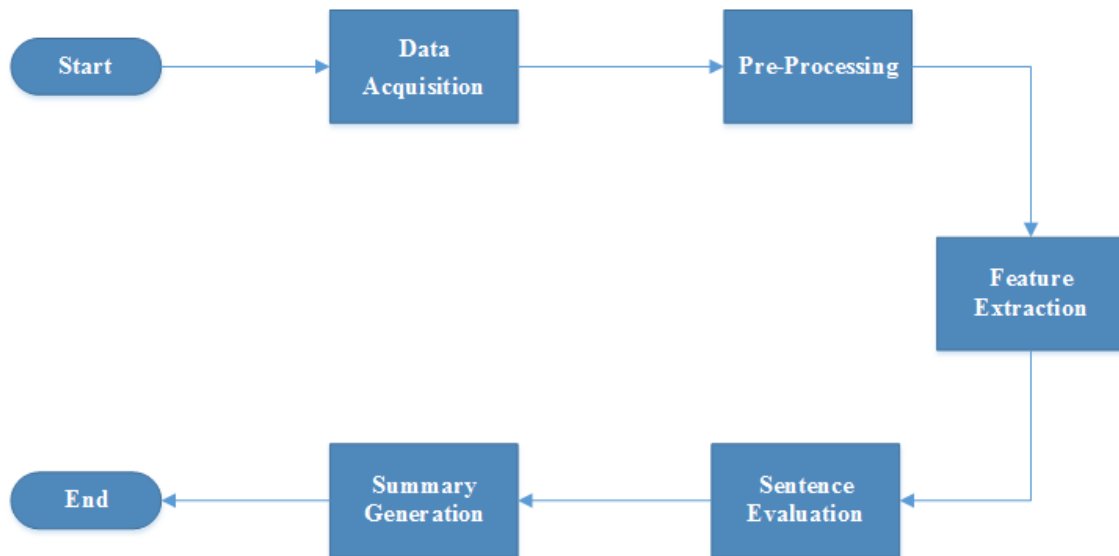 Start
Data
Acquisition
Pre-Processing
Feature
Extraction
Sentence
Evaluation
Summary
Generation
End